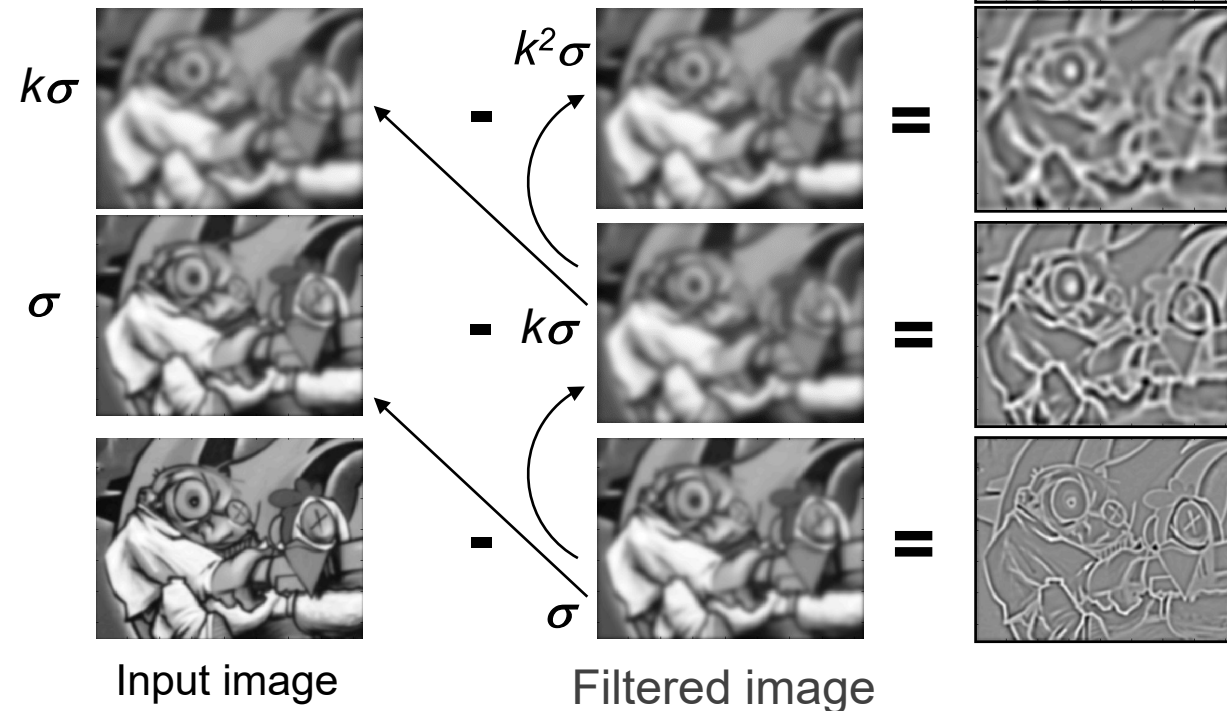 kσ - k²σ =
σ - kσ =
- σ =
Input image
Filtered image